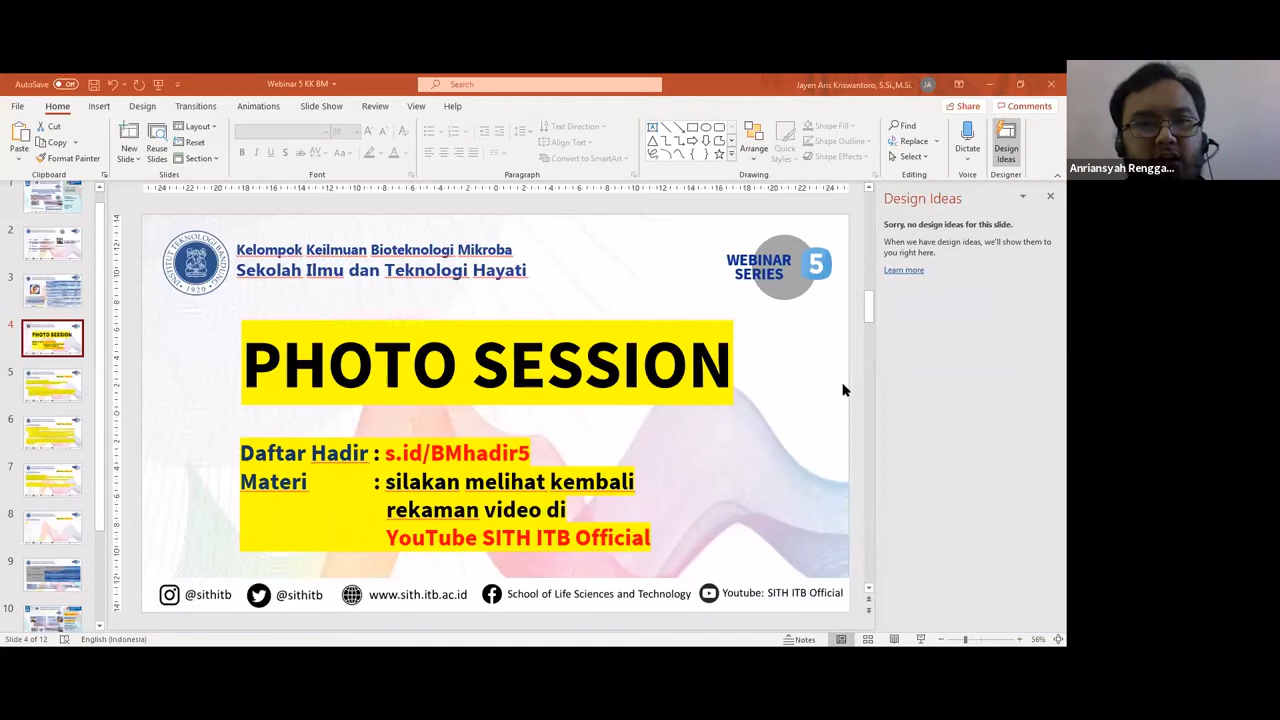 AutoSave Off
Webinar 5 KK BM
Search
Jayen Aris Kriswantoro, S.Si.,M.Si. JA
File Home Insert Design Transitions Animations Slide Show Review View Help Share Comments
Cut
Copy
Format Painter
Paste
Clipboard
New Slide
Reuse Slides
Layout
Reset
Section
Slides
Font
Text Direction
Align Text
Convert to SmartArt
Paragraph
Arrange
Quick Styles
Shape Fill
Shape Outline
Shape Effects
Drawing
Find
Replace
Select
Editing
Dictate
Voice
Design Ideas
Designer
Anriansyah Rengga...
Design Ideas
Sorry, no design ideas for this slide.
When we have design ideas, we'll show them to
you right here.
Learn more
Kelompok Keilmuan Bioteknologi Mikroba
Sekolah Ilmu dan Teknologi Hayati
WEBINAR
SERIES 5
PHOTO SESSION
Daftar Hadir : s.id/BMhadir5
Materi : silakan melihat kembali
rekaman video di
YouTube SITH ITB Official
@sithitb @sithitb www.sith.itb.ac.id School of Life Sciences and Technology Youtube: SITH ITB Official
Slide 4 of 12 English (Indonesia) Notes 56%